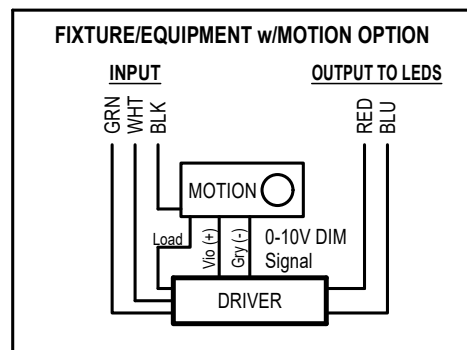 FIXTURE/EQUIPMENT w/MOTION OPTION
INPUT
OUTPUT TO LEDS
GRN
WHT
BLK
RED
BLU
MOTION
Load
Vio (+)
Gry (-)
0-10V DIM
Signal
DRIVER